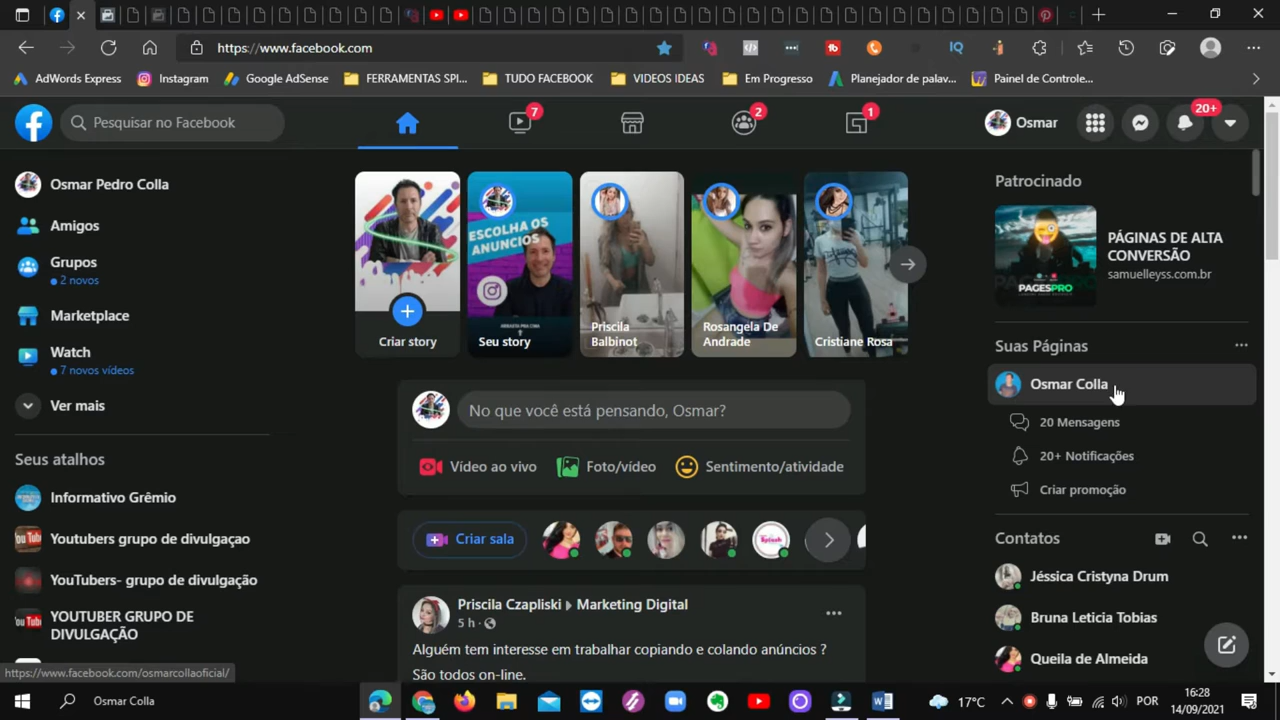 https://www.facebook.com
AdWords Express
Instagram
Google AdSense
FERRAMENTAS SPI...
TUDO FACEBOOK
VIDEOS IDEAS
Em Progresso
Planejador de palav...
Painel de Controle...
Pesquisar no Facebook
7
2
1
Osmar
20+
Osmar Pedro Colla
Amigos
Grupos
2 novos
Marketplace
Watch
7 novos vídeos
Ver mais
Seus atalhos
Informativo Grêmio
Youtubers grupo de divulgaçao
YouTubers- grupo de divulgação
YOUTUBER GRUPO DE
DIVULGAÇÃO
https://www.facebook.com/osmarcollaoficial/
Criar story
ESCOLHA OS
ANUNCIOS
Seu story
Priscila
Balbinot
Rosangela De
Andrade
Cristiane Rosa
No que você está pensando, Osmar?
Vídeo ao vivo
Foto/vídeo
Sentimento/atividade
Criar sala
Priscila Czapliski
Marketing Digital
5 h
Alguém tem interesse em trabalhar copiando e colando anúncios ?
São todos on-line.
Patrocinado
PAGESPRO
PÁGINAS DE ALTA
CONVERSÃO
samuelleyss.com.br
Suas Páginas
Osmar Colla
20 Mensagens
20+ Notificações
Criar promoção
Contatos
Jéssica Cristyna Drum
Bruna Leticia Tobias
Queila de Almeida
Osmar Colla
17°C
POR
16:28
14/09/2021